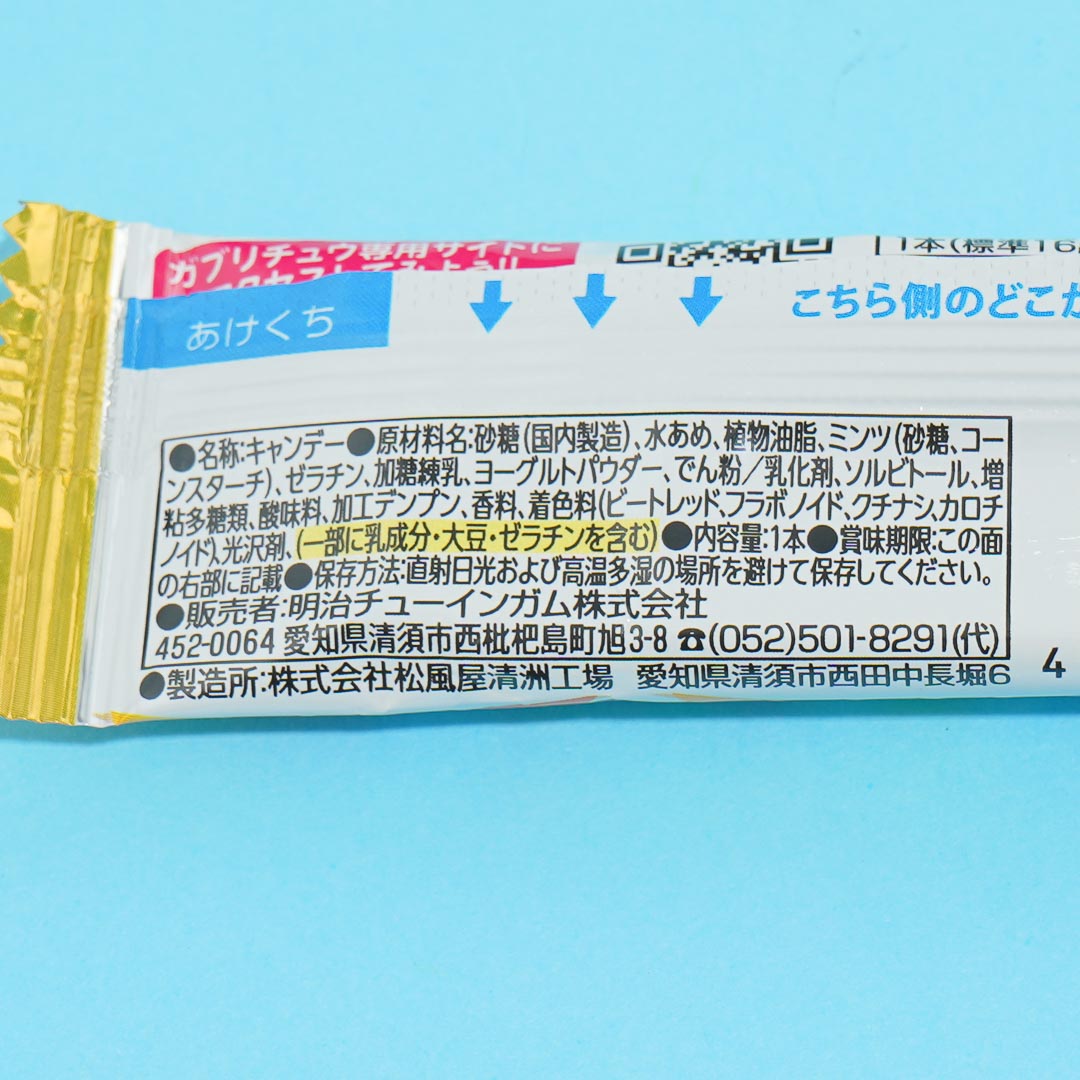 ガブリチュウ専用サイトに
1本(標準16
あけくち
こちら側のどこか
●名称:キャンデー●原材料名:砂糖(国内製造)、水あめ、植物油脂、ミンツ(砂糖、コー
ンスターチ)、ゼラチン、加糖練乳、ヨーグルトパウダー、でん粉/乳化剤、ソルビトール、増
粘多糖類、酸味料、加工デンプン、香料、着色料(ビートレッド、フラボノイド、クチナシ、カロチ
ノイド)、光沢剤、(一部に乳成分・大豆・ゼラチンを含む)●内容量:1本●賞味期限:この面
の右部に記載●保存方法:直射日光および高温多湿の場所を避けて保存してください。
●販売者:明治チューインガム株式会社
452-0064 愛知県清須市西枇杷島町旭3-8 ☎(052)501-8291(代)
●製造所:株式会社松風屋清洲工場 愛知県清須市西田中長堀6
4